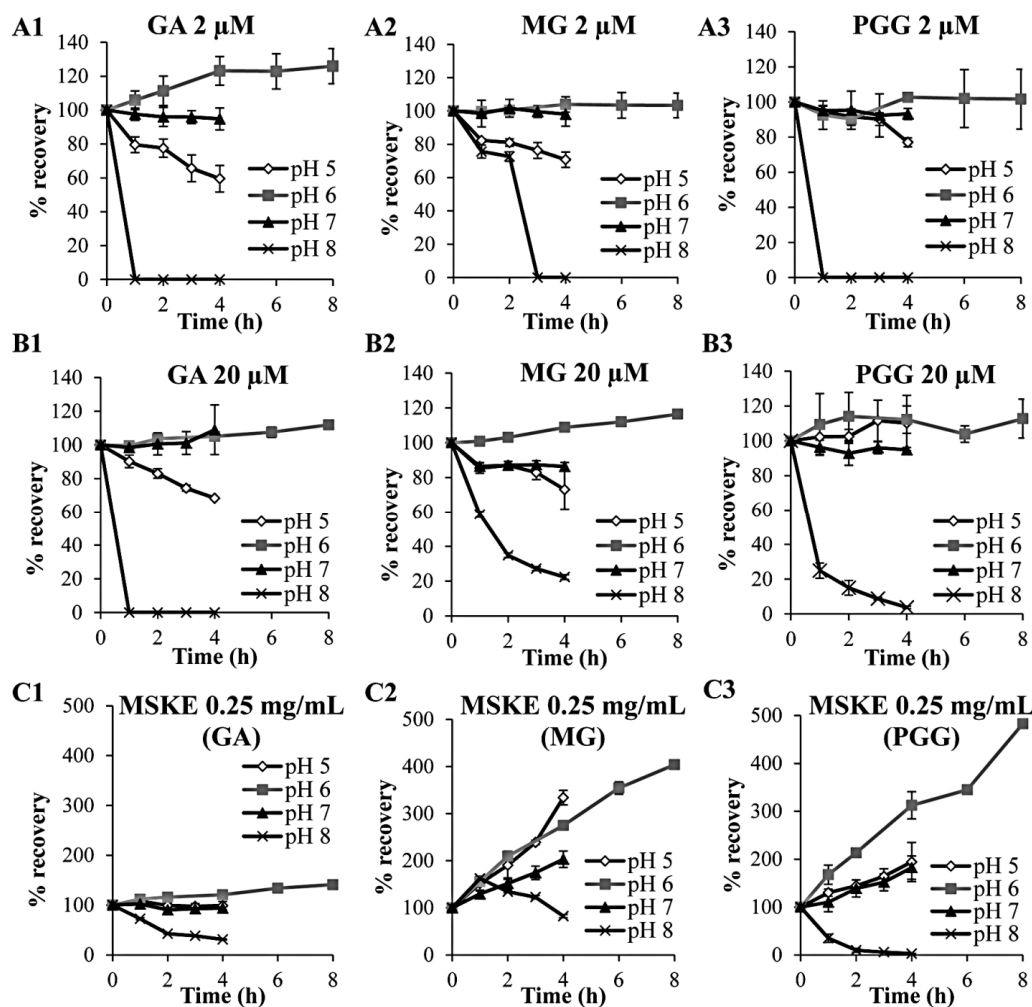 A1
GA 2 µM
% recovery
140
120
100
80
60
40
20
0
0 2 4 6 8
Time (h)
pH 5
pH 6
pH 7
pH 8
A2
MG 2 µM
% recovery
140
120
100
80
60
40
20
0
0 2 4 6 8
Time (h)
pH 5
pH 6
pH 7
pH 8
A3
PGG 2 µM
% recovery
140
120
100
80
60
40
20
0
0 2 4 6 8
Time (h)
pH 5
pH 6
pH 7
pH 8
B1
GA 20 µM
% recovery
140
120
100
80
60
40
20
0
0 2 4 6 8
Time (h)
pH 5
pH 6
pH 7
pH 8
B2
MG 20 µM
% recovery
140
120
100
80
60
40
20
0
0 2 4 6 8
Time (h)
pH 5
pH 6
pH 7
pH 8
B3
PGG 20 µM
% recovery
140
120
100
80
60
40
20
0
0 2 4 6 8
Time (h)
pH 5
pH 6
pH 7
pH 8
C1
MSKE 0.25 mg/mL
(GA)
% recovery
500
400
300
200
100
0
0 2 4 6 8
Time (h)
pH 5
pH 6
pH 7
pH 8
C2
MSKE 0.25 mg/mL
(MG)
% recovery
500
400
300
200
100
0
0 2 4 6 8
Time (h)
pH 5
pH 6
pH 7
pH 8
C3
MSKE 0.25 mg/mL
(PGG)
% recovery
500
400
300
200
100
0
0 2 4 6 8
Time (h)
pH 5
pH 6
pH 7
pH 8